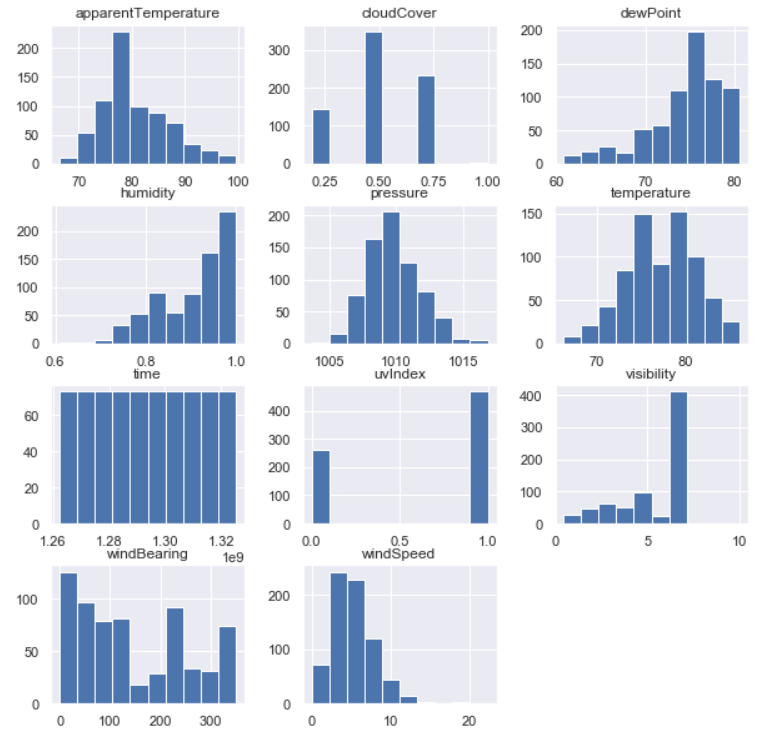 apparentTemperature cloudCover dewPoint
200 300 200
150 200 150
100 100 100
50 50
0 0 0
70 80 90 100 0.25 0.50 0.75 1.00 60 70 80
humidity pressure temperature
200 200 150
150 150 100
100 100
50 50 50
0 0 0
0.6 0.8 1.0 1005 1010 1015 70 80
time uvIndex visibility
60 400 400
40 300 300
20 200 200
100 100
0 0 0
1.26 1.28 1.30 1.32 0.0 0.5 1.0 0 5 10
windBearing 1e9 windSpeed
100 200
50 100
0 0
0 100 200 300 0 10 20